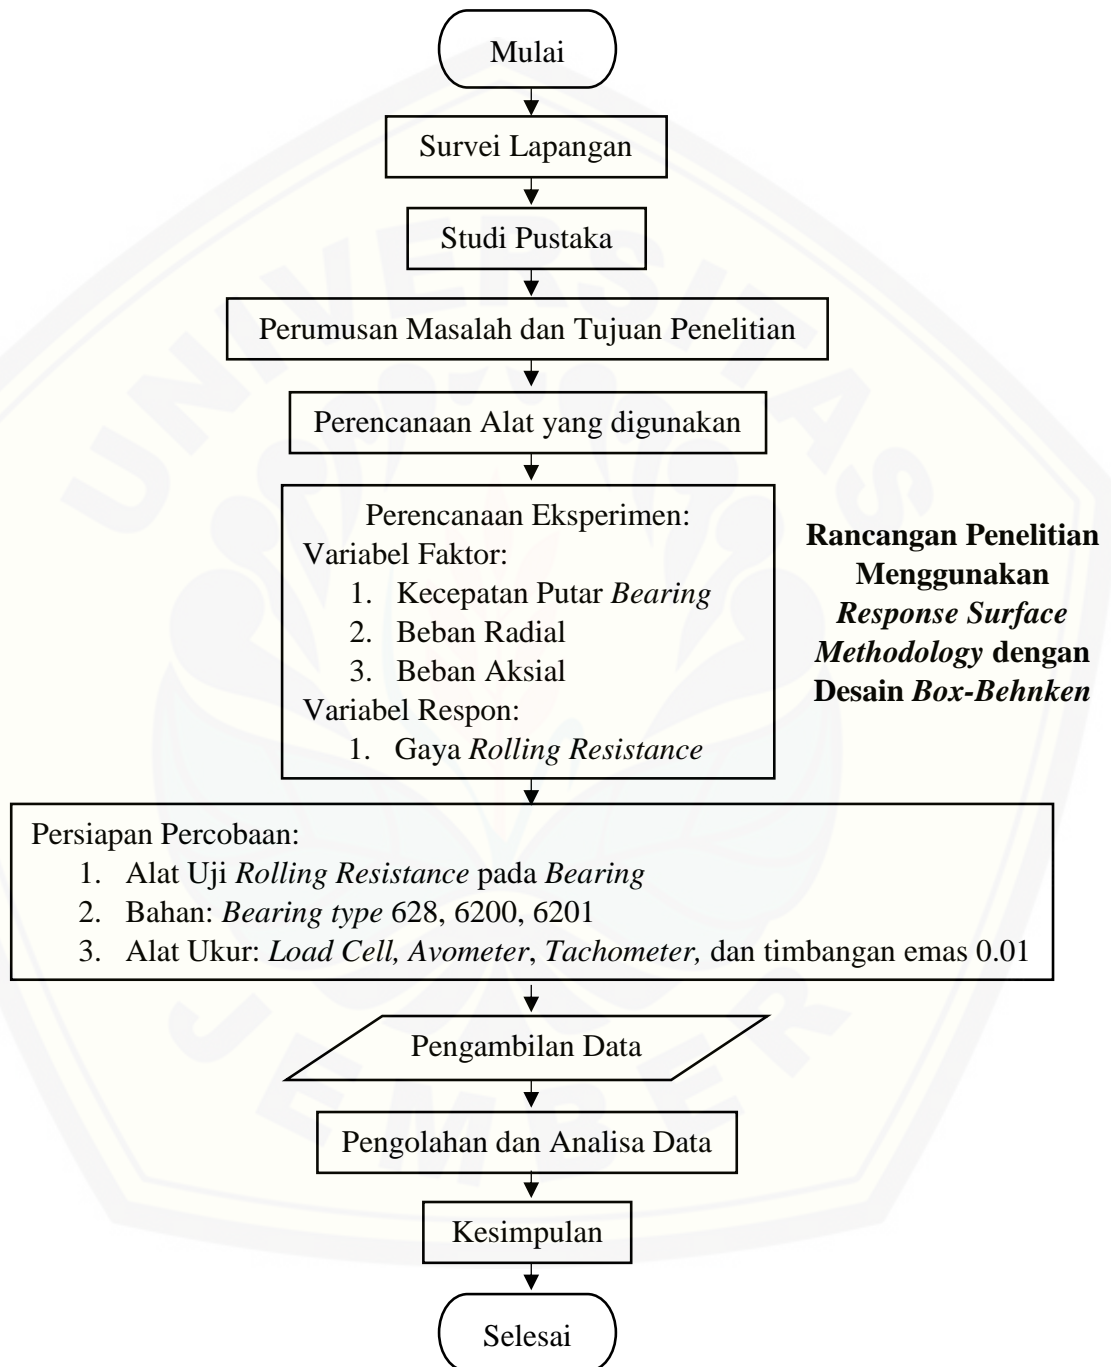 Mulai
Survei Lapangan
Studi Pustaka
Perumusan Masalah dan Tujuan Penelitian
Perencanaan Alat yang digunakan
Perencanaan Eksperimen:
Variabel Faktor:
1. Kecepatan Putar Bearing
2. Beban Radial
3. Beban Aksial
Variabel Respon:
1. Gaya Rolling Resistance
Rancangan Penelitian
Menggunakan
Response Surface
Methodology dengan
Desain Box-Behnken
Persiapan Percobaan:
1. Alat Uji Rolling Resistance pada Bearing
2. Bahan: Bearing type 628, 6200, 6201
3. Alat Ukur: Load Cell, Avometer, Tachometer, dan timbangan emas 0.01
Pengambilan Data
Pengolahan dan Analisa Data
Kesimpulan
Selesai
UNIVERSITAS
JEMBER